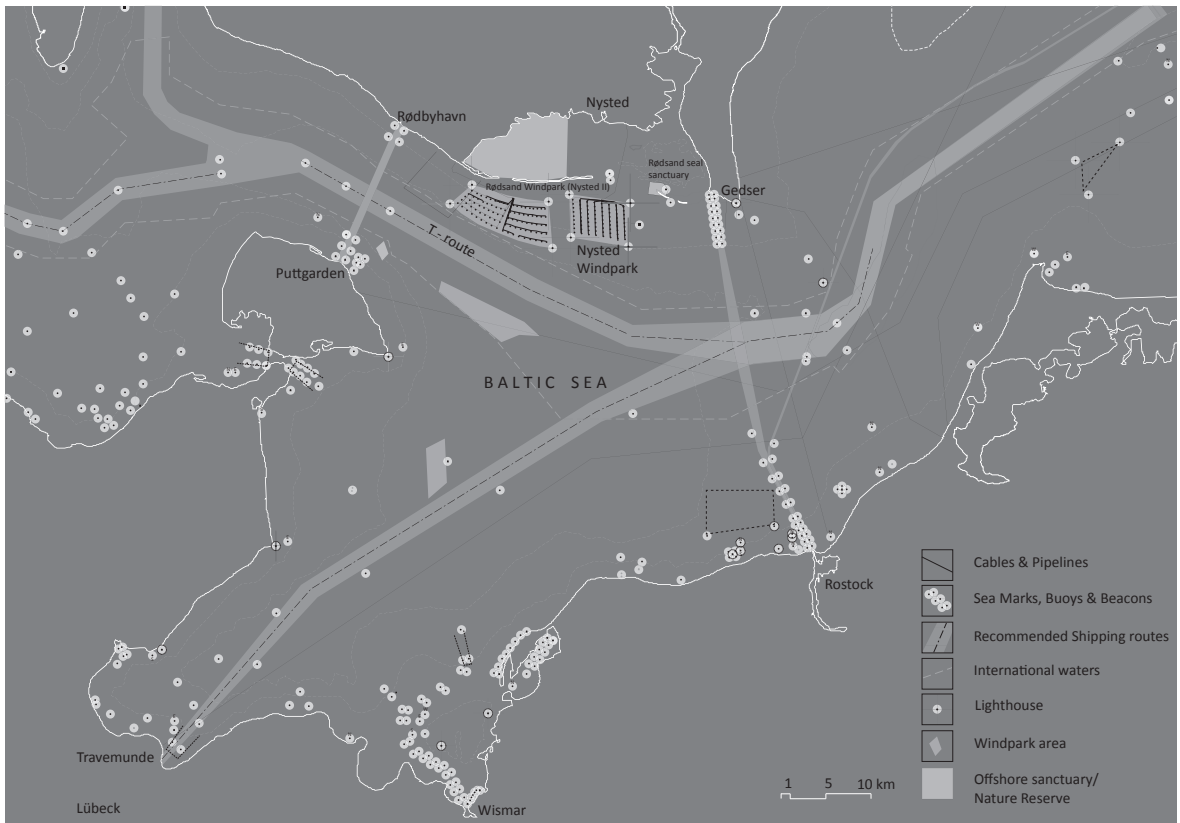 Nysted
Rødbyhavn
Rødsand seal
sanctuary
Rødsand Windpark (Nysted II)
Gedser
T - route
Nysted
Windpark
Puttgarden
BALTIC SEA
Rostock
Travemunde
Lübeck
Wismar
Cables & Pipelines
Sea Marks, Buoys & Beacons
Recommended Shipping routes
International waters
Lighthouse
Windpark area
Offshore sanctuary/
Nature Reserve
1 5 10 km